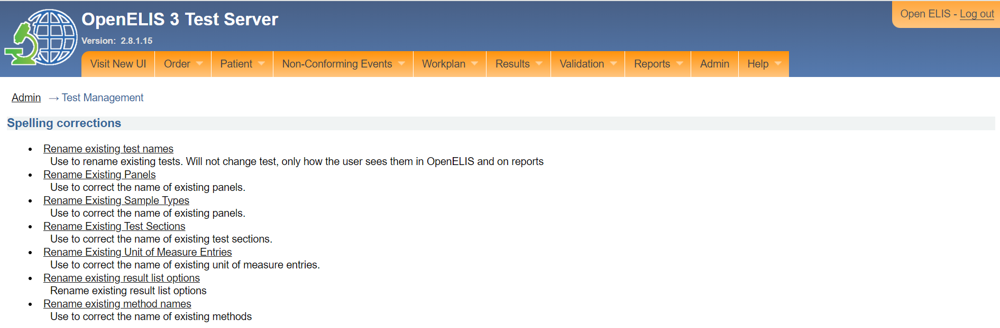 OpenELIS 3 Test Server
Open ELIS - Log out
Version: 2.8.1.15
Visit New UI Order Patient Non-Conforming Events Workplan Results Validation Reports Admin Help
Admin → Test Management
Spelling corrections
• Rename existing test names
Use to rename existing tests. Will not change test, only how the user sees them in OpenELIS and on reports
• Rename Existing Panels
Use to correct the name of existing panels.
• Rename Existing Sample Types
Use to correct the name of existing panels.
• Rename Existing Test Sections
Use to correct the name of existing test sections.
• Rename Existing Unit of Measure Entries
Use to correct the name of existing unit of measure entries.
• Rename existing result list options
Rename existing result list options
• Rename existing method names
Use to correct the name of existing methods